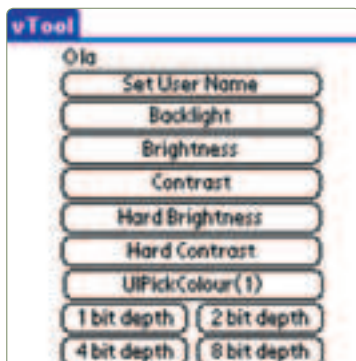 vTool
Ola
Set User Name
Backlight
Brightness
Contrast
Hard Brightness
Hard Contrast
UIPickColour(1)
1 bit depth 2 bit depth
4 bit depth 8 bit depth